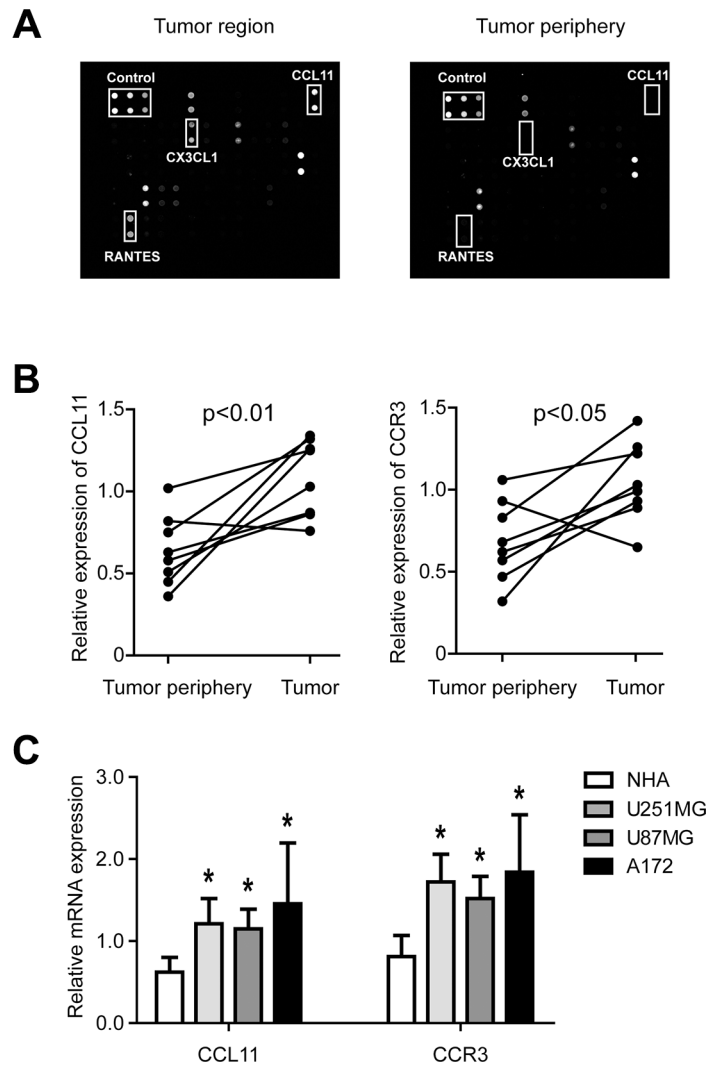 A
Tumor region
Tumor periphery
Control
CCL11
CX3CL1
RANTES
Control
CCL11
CX3CL1
RANTES
B
Relative expression of CCL11
1.5
1.0
0.5
0
p<0.01
Tumor periphery
Tumor
Relative expression of CCR3
1.5
1.0
0.5
0
p<0.05
Tumor periphery
Tumor
C
Relative mRNA expression
3.0
2.0
1.0
0.0
* * *
* * *
CCL11
CCR3
NHA
U251MG
U87MG
A172